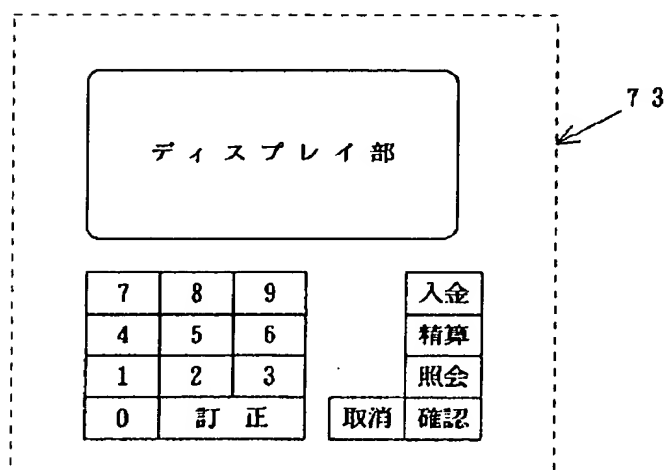 73
ディスプレイ部
7 8 9 入金
4 5 6 精算
1 2 3 照会
0 訂正 取消 確認